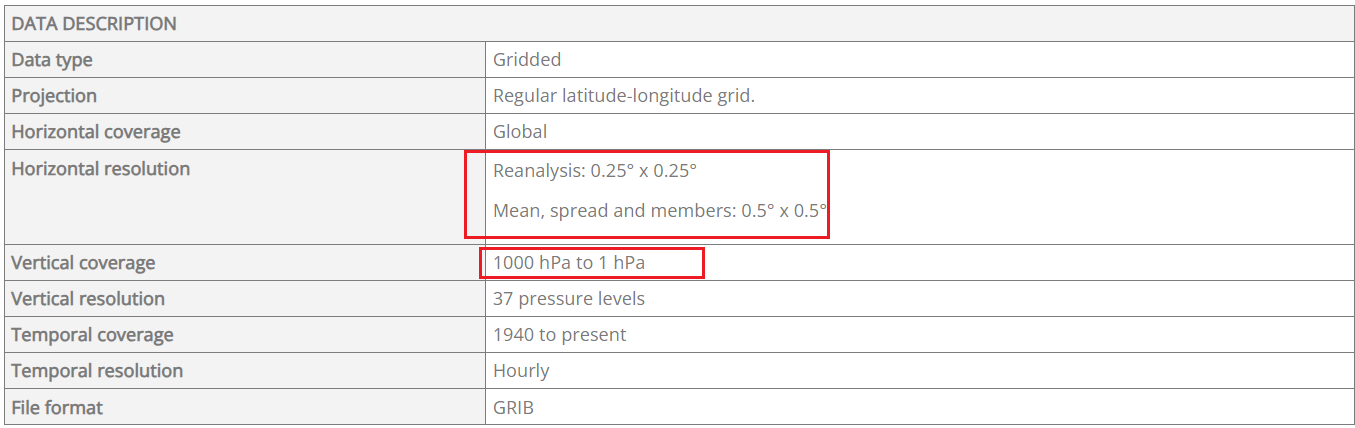 DATA DESCRIPTION
Data type Gridded
Projection Regular latitude-longitude grid.
Horizontal coverage Global
Horizontal resolution Reanalysis: 0.25° x 0.25°
Mean, spread and members: 0.5° x 0.5°
Vertical coverage 1000 hPa to 1 hPa
Vertical resolution 37 pressure levels
Temporal coverage 1940 to present
Temporal resolution Hourly
File format GRIB